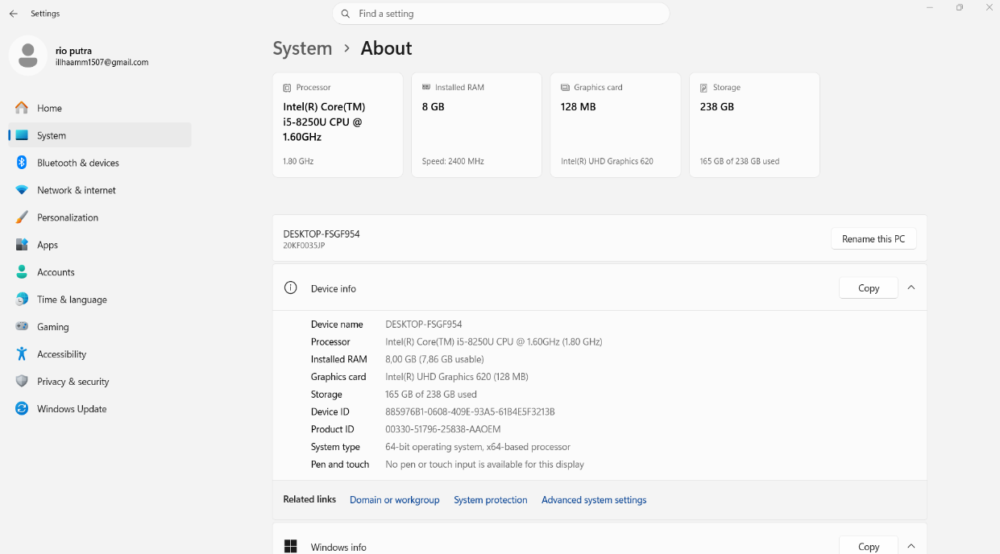 Settings
Find a setting
rio putra
illhaamm1507@gmail.com
Home
System
Bluetooth & devices
Network & internet
Personalization
Apps
Accounts
Time & language
Gaming
Accessibility
Privacy & security
Windows Update
System > About
Processor
Intel(R) Core(TM)
i5-8250U CPU @
1.60GHz
1.80 GHz
Installed RAM
8 GB
Speed: 2400 MHz
Graphics card
128 MB
Intel(R) UHD Graphics 620
Storage
238 GB
165 GB of 238 GB used
DESKTOP-FSGF954
20KF0035JP
Rename this PC
Device info
Copy
Device name DESKTOP-FSGF954
Processor Intel(R) Core(TM) i5-8250U CPU @ 1.60GHz (1.80 GHz)
Installed RAM 8,00 GB (7,86 GB usable)
Graphics card Intel(R) UHD Graphics 620 (128 MB)
Storage 165 GB of 238 GB used
Device ID 885976B1-0608-409E-93A5-61B4E5F3213B
Product ID 00330-51796-25838-AAOEM
System type 64-bit operating system, x64-based processor
Pen and touch No pen or touch input is available for this display
Related links Domain or workgroup System protection Advanced system settings
Windows info
Copy